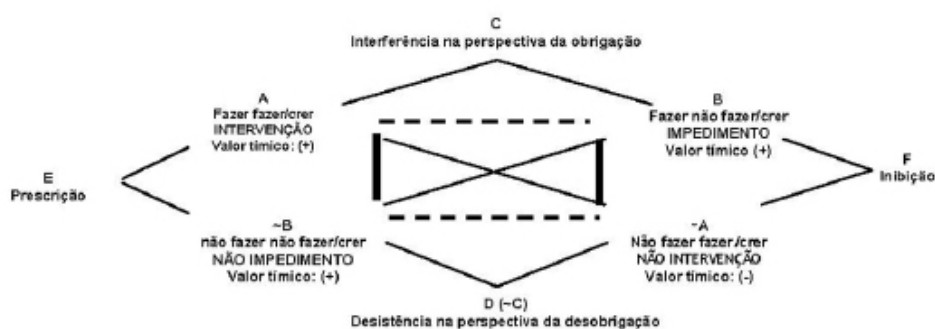 C
Interferência na perspectiva da obrigação
A
Fazer fazer/crer
INTERVENÇÃO
Valor tímico: (+)
B
Fazer não fazer/crer
IMPEDIMENTO
Valor tímico (+)
E
Prescrição
F
Inibição
~B
não fazer não fazer/crer
NÃO IMPEDIMENTO
Valor tímico: (+)
~A
Não fazer fazer/crer
NÃO INTERVENÇÃO
Valor tímico: (-)
D (~C)
Desistência na perspectiva da desobrigação